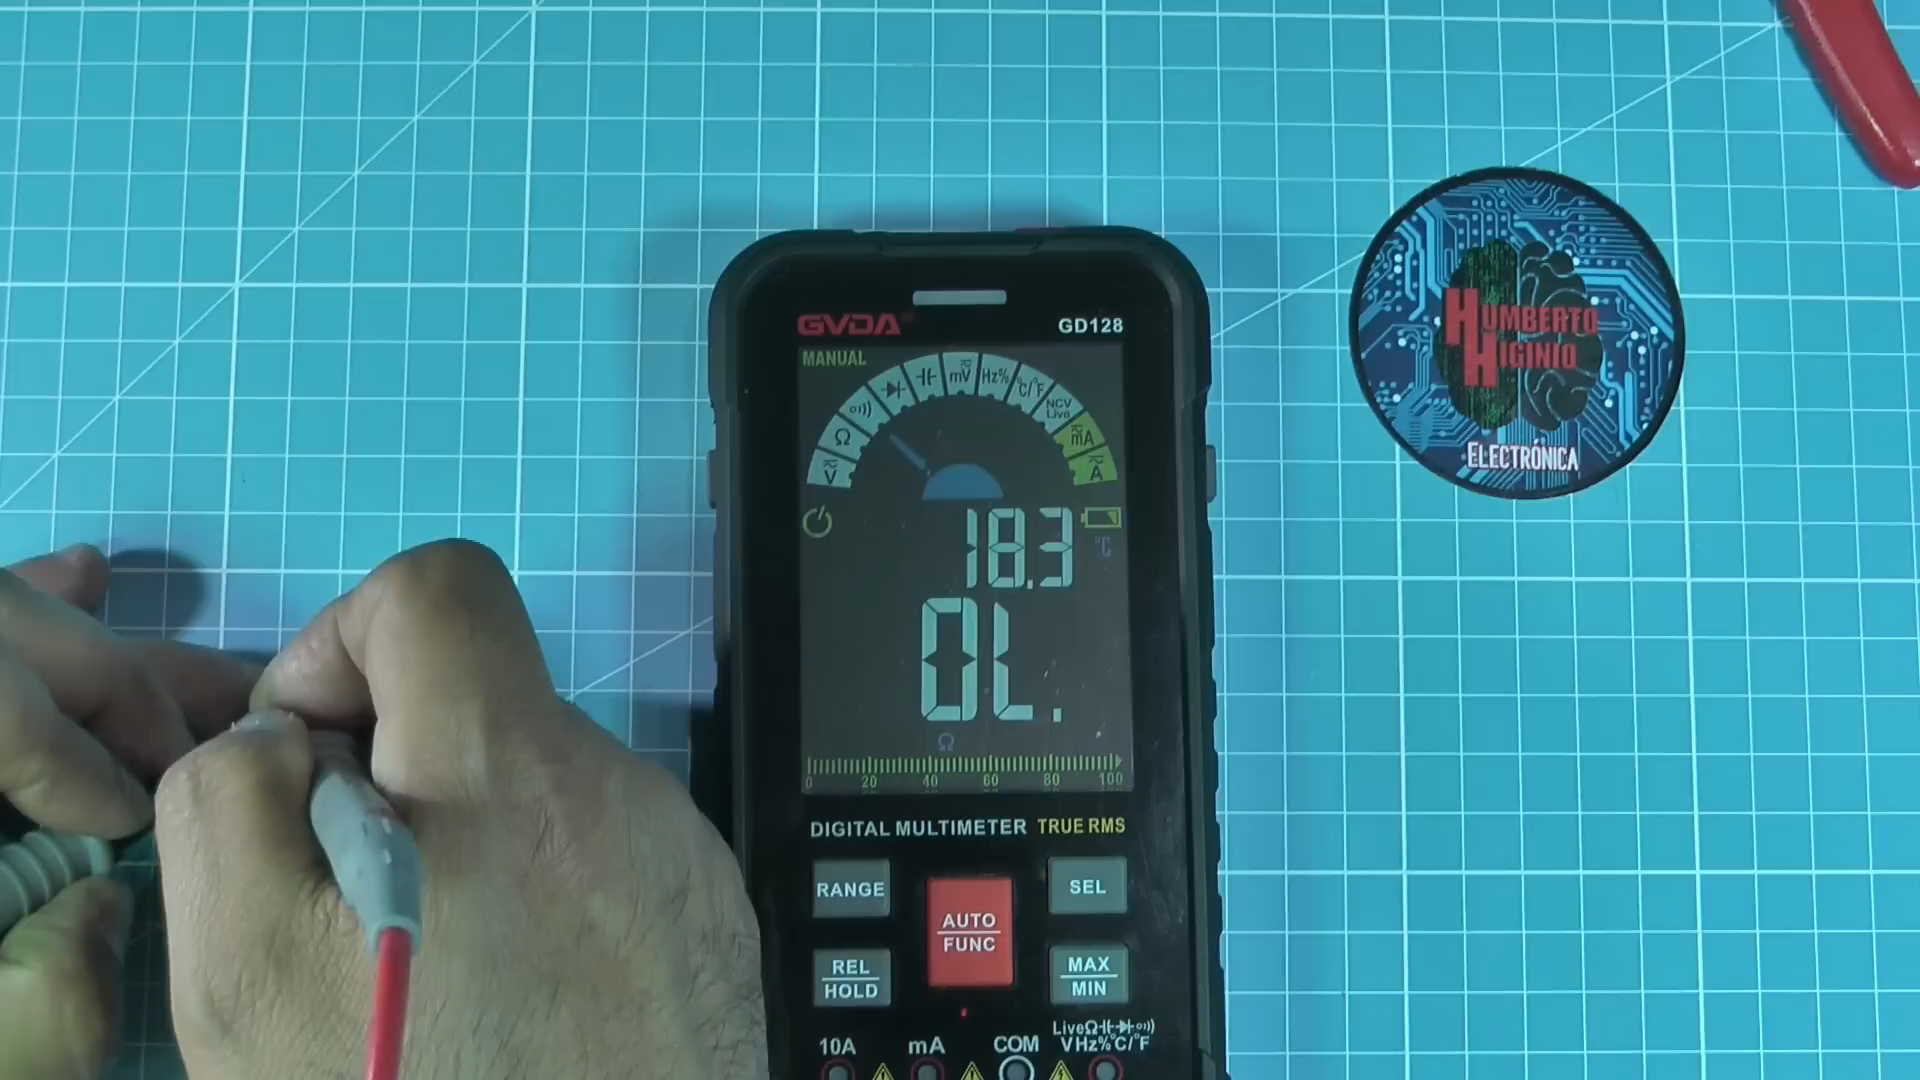 GVDA
GD128
MANUAL
V Ω mV Hz% °C/°F NCV Live mA A
18.3 °C
0L.
Ω
0 20 40 60 80 100
DIGITAL MULTIMETER TRUE RMS
RANGE
SEL
AUTO
FUNC
REL
HOLD
MAX
MIN
10A
mA
COM
LiveΩ
VHz%°C/°F
HUMBERTO
HIGINIO
ELECTRÓNICA